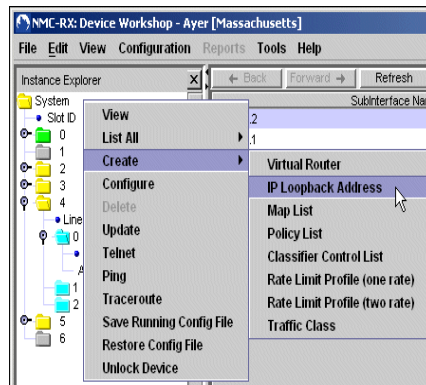 NMC-RX: Device Workshop - Ayer [Massachusetts]
File Edit View Configuration Reports Tools Help
Instance Explorer X
Back Forward Refresh
SubInterface Na
System
Slot ID
0
1
2
3
4
Line
0
A
1
2
5
6
.2
.1
View
List All
Create
Configure
Delete
Update
Telnet
Ping
Traceroute
Save Running Config File
Restore Config File
Unlock Device
Virtual Router
IP Loopback Address
Map List
Policy List
Classifier Control List
Rate Limit Profile (one rate)
Rate Limit Profile (two rate)
Traffic Class